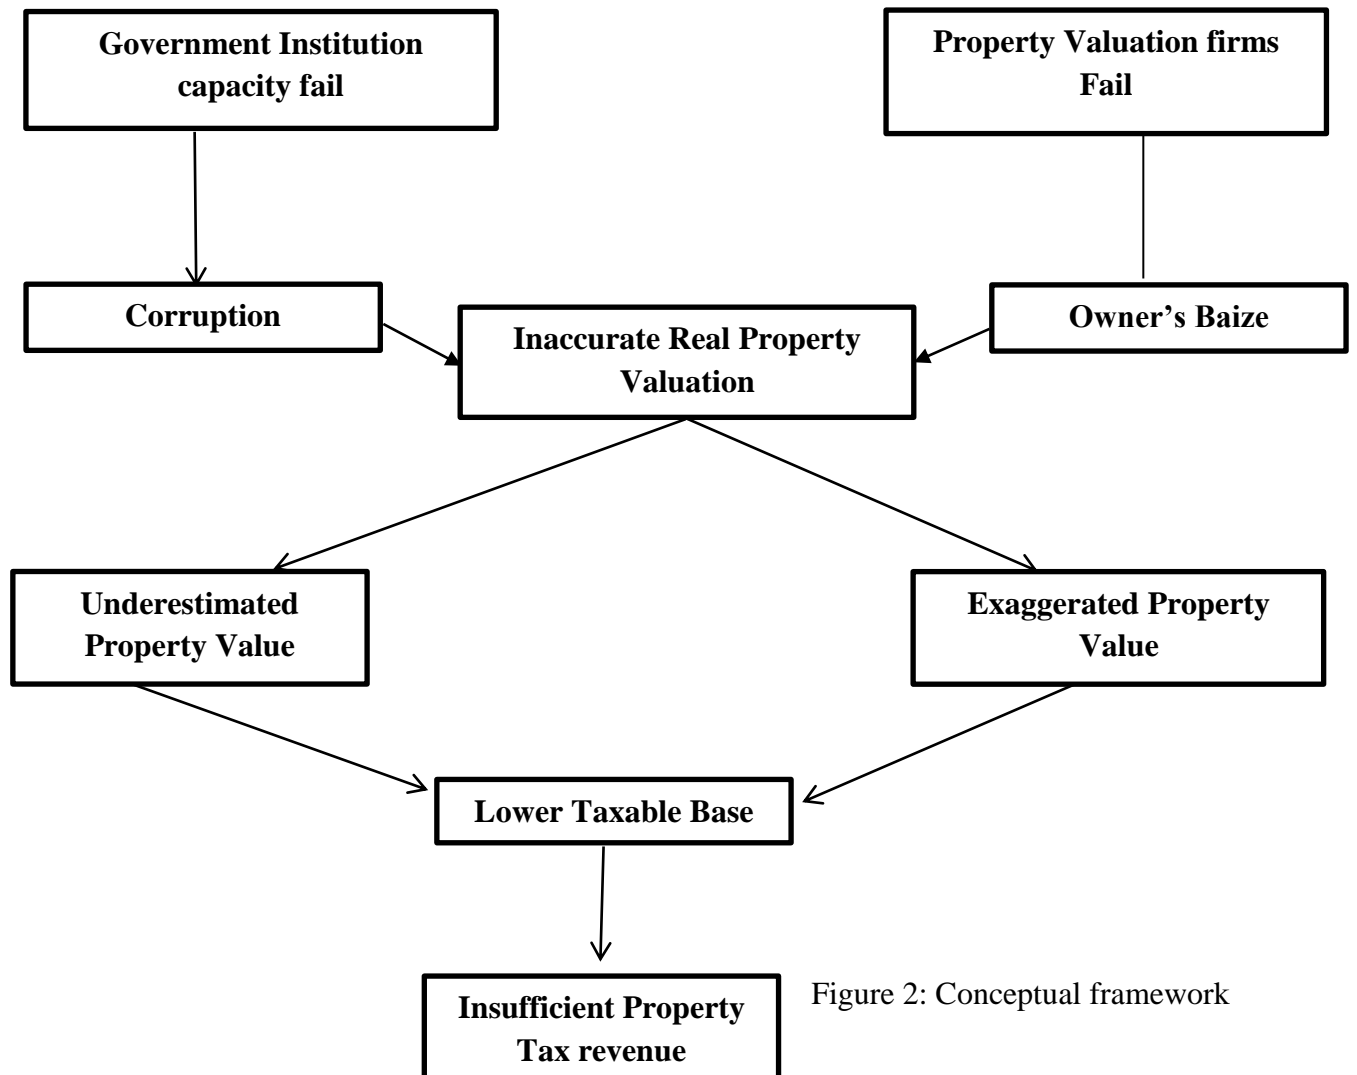 Government Institution
capacity fail
Property Valuation firms
Fail
Corruption
Owner’s Baize
Inaccurate Real Property
Valuation
Underestimated
Property Value
Exaggerated Property
Value
Lower Taxable Base
Insufficient Property
Tax revenue
Figure 2: Conceptual framework